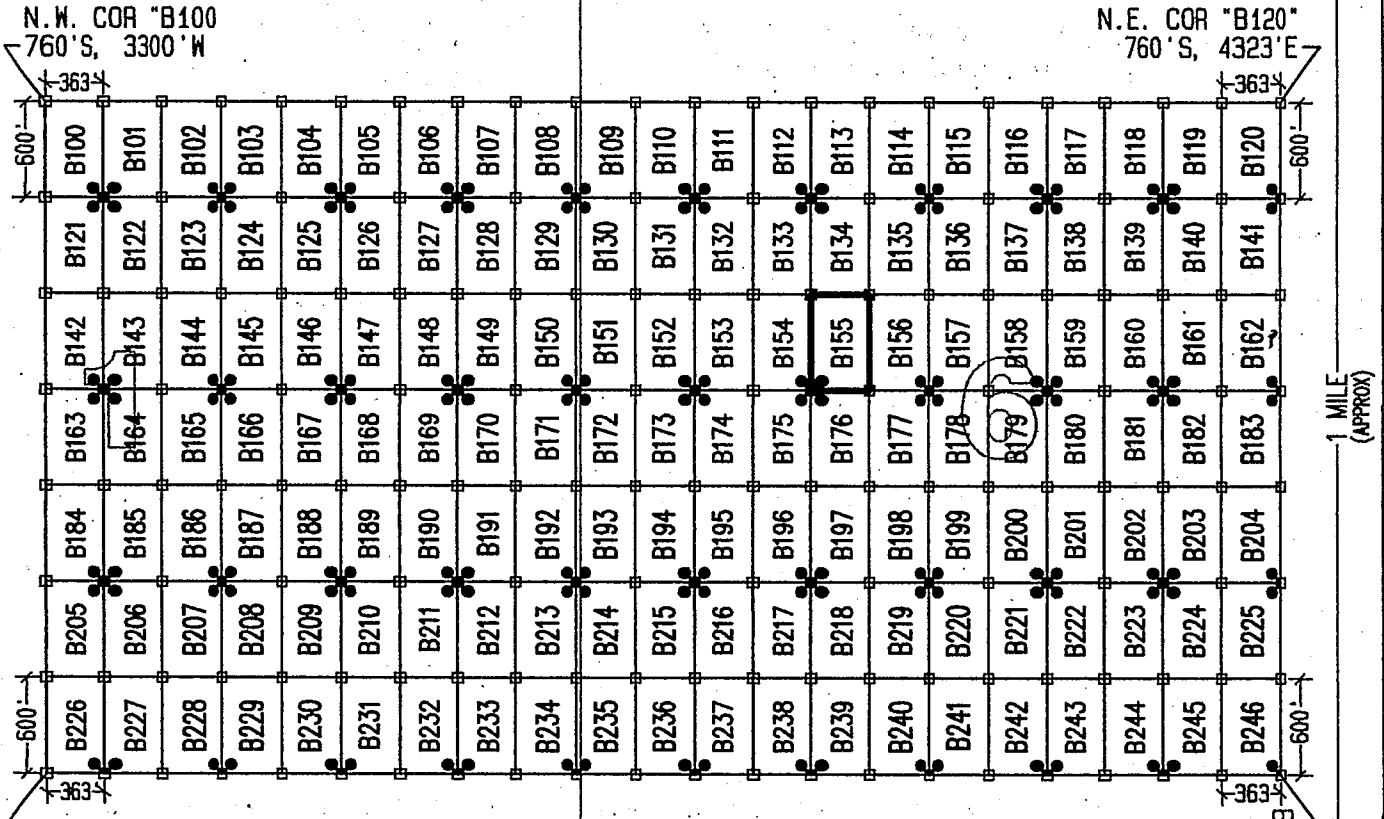 N.W. COR "B100
760'S, 3300'W
N.E. COR "B120"
760'S, 4323'E
363
363
600'
B100 B101 B102 B103 B104 B105 B106 B107 B108 B109 B110 B111 B112 B113 B114 B115 B116 B117 B118 B119 B120
600'
B121 B122 B123 B124 B125 B126 B127 B128 B129 B130 B131 B132 B133 B134 B135 B136 B137 B138 B139 B140 B141
B142 B143 B144 B145 B146 B147 B148 B149 B150 B151 B152 B153 B154 B155 B156 B157 B158 B159 B160 B161 B162
1 MILE
(APPROX)
B163 B164 B165 B166 B167 B168 B169 B170 B171 B172 B173 B174 B175 B176 B177 B178 B179 B180 B181 B182 B183
B184 B185 B186 B187 B188 B189 B190 B191 B192 B193 B194 B195 B196 B197 B198 B199 B200 B201 B202 B203 B204
B205 B206 B207 B208 B209 B210 B211 B212 B213 B214 B215 B216 B217 B218 B219 B220 B221 B222 B223 B224 B225
600'
B226 B227 B228 B229 B230 B231 B232 B233 B234 B235 B236 B237 B238 B239 B240 B241 B242 B243 B244 B245 B246
600'
363
363